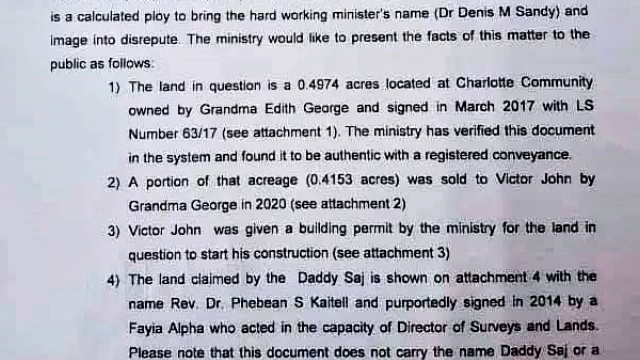 is a calculated ploy to bring the hard working minister's name (Dr Denis M Sandy) and
image into disrepute. The ministry would like to present the facts of this matter to the
public as follows:
1) The land in question is a 0.4974 acres located at Charlotte Community
owned by Grandma Edith George and signed in March 2017 with LS
Number 63/17 (see attachment 1). The ministry has verified this document
in the system and found it to be authentic with a registered conveyance.
2) A portion of that acreage (0.4153 acres) was sold to Victor John by
Grandma George in 2020 (see attachment 2)
3) Victor John was given a building permit by the ministry for the land in
question to start his construction (see attachment 3)
4) The land claimed by the Daddy Saj is shown on attachment 4 with the
name Rev. Dr. Phebean S Kaitell and purportedly signed in 2014 by a
Fayia Alpha who acted in the capacity of Director of Surveys and Lands.
Please note that this document does not carry the name Daddy Saj or a